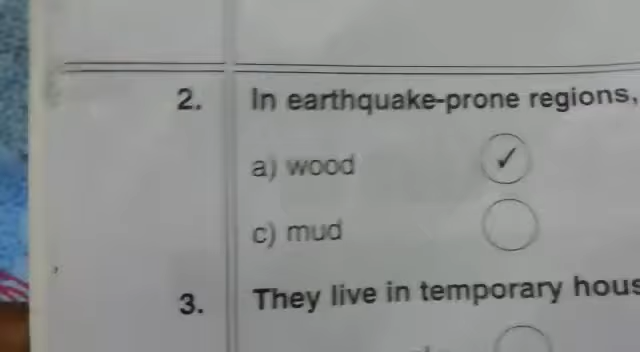 2. In earthquake-prone regions,
a) wood ✓
c) mud
3. They live in temporary hous